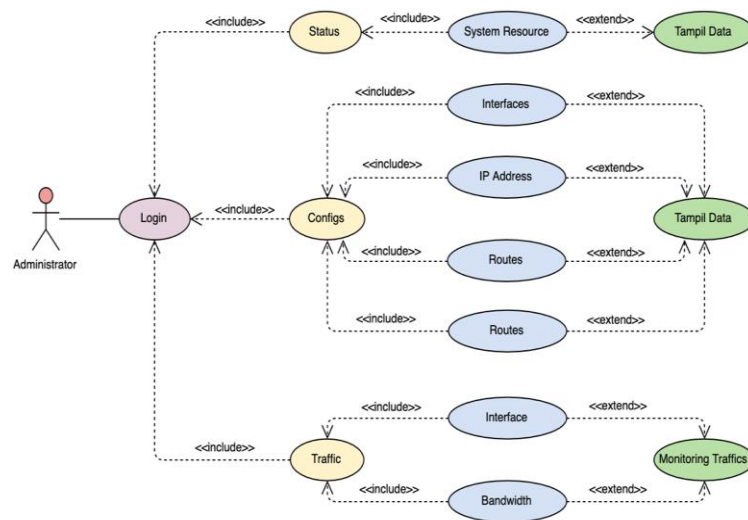 <<include>>
<<include>>
<<extend>>
Status
System Resource
Tampil Data
<<include>>
Interfaces
<<extend>>
<<include>>
IP Address
<<extend>>
Administrator
Login
<<include>>
Configs
Tampil Data
<<include>>
Routes
<<extend>>
<<include>>
Routes
<<extend>>
<<include>>
Interface
<<extend>>
<<include>>
Traffic
Monitoring Traffics
<<include>>
Bandwidth
<<extend>>